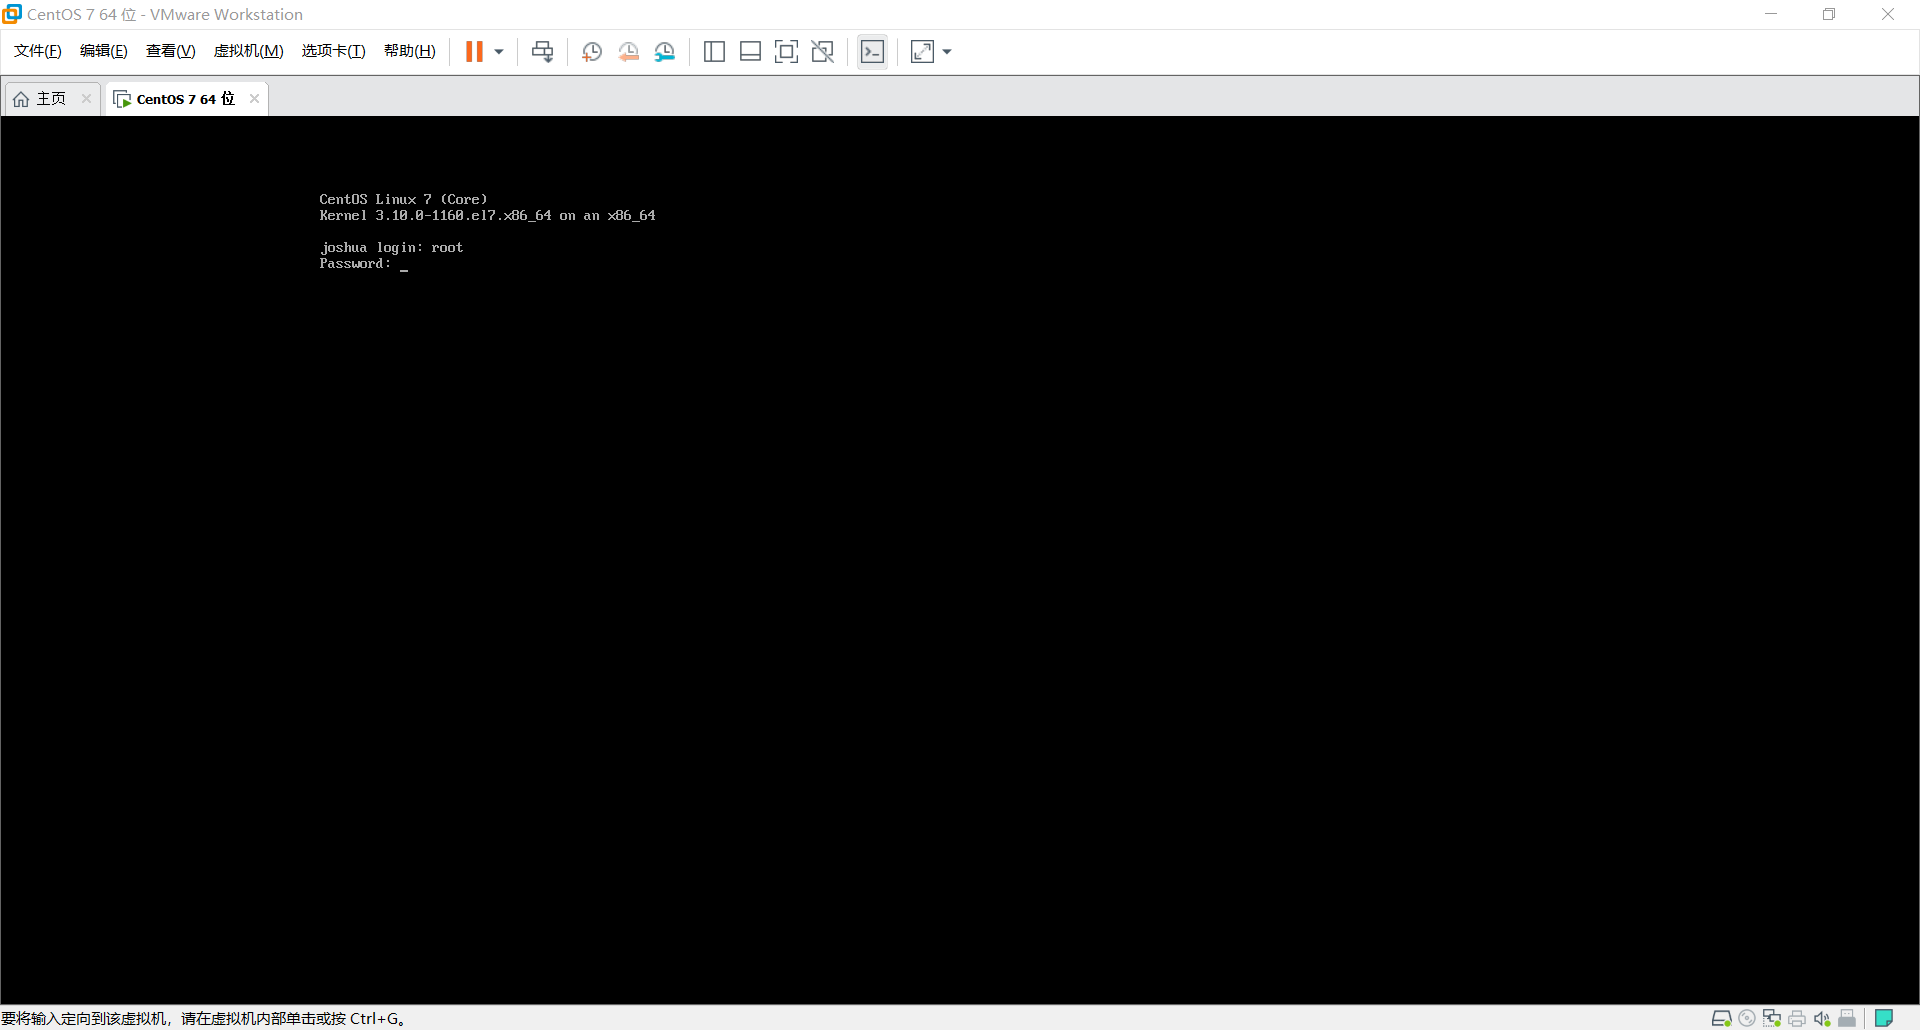 CentOS 7 64 位 - VMware Workstation
文件(F) 编辑(E) 查看(V) 虚拟机(M) 选项卡(T) 帮助(H)
主页 CentOS 7 64 位
CentOS Linux 7 (Core)
Kernel 3.10.0-1160.el7.x86_64 on an x86_64
joshua login: root
Password: _
要将输入定向到该虚拟机，请在虚拟机内部单击或按 Ctrl+G。